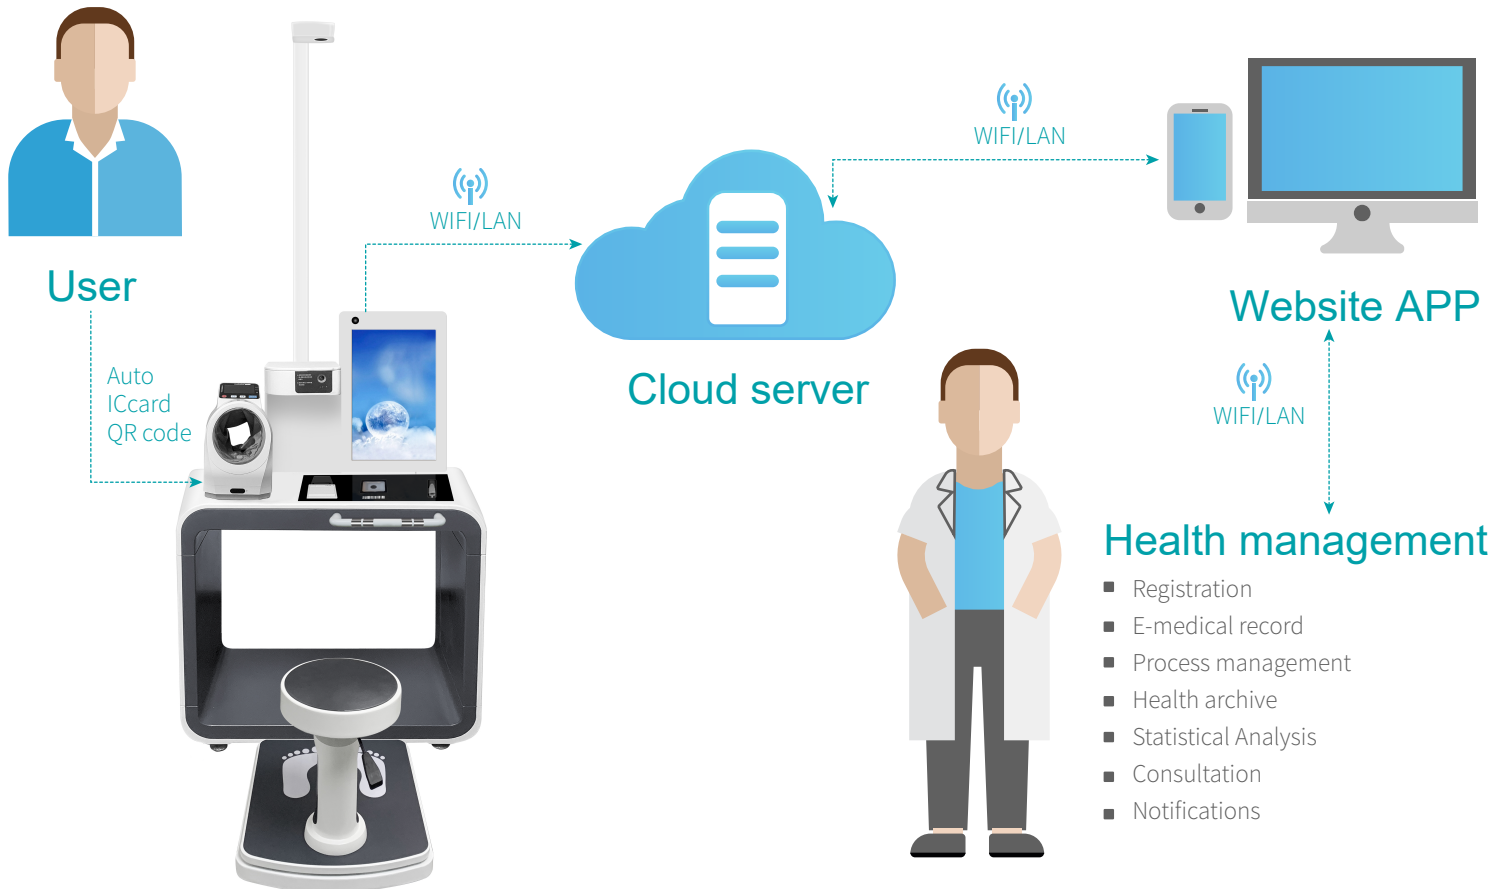 User
Auto
ICcard
QR code
WIFI/LAN
Cloud server
WIFI/LAN
Website APP
WIFI/LAN
Health management
Registration
E-medical record
Process management
Health archive
Statistical Analysis
Consultation
Notifications